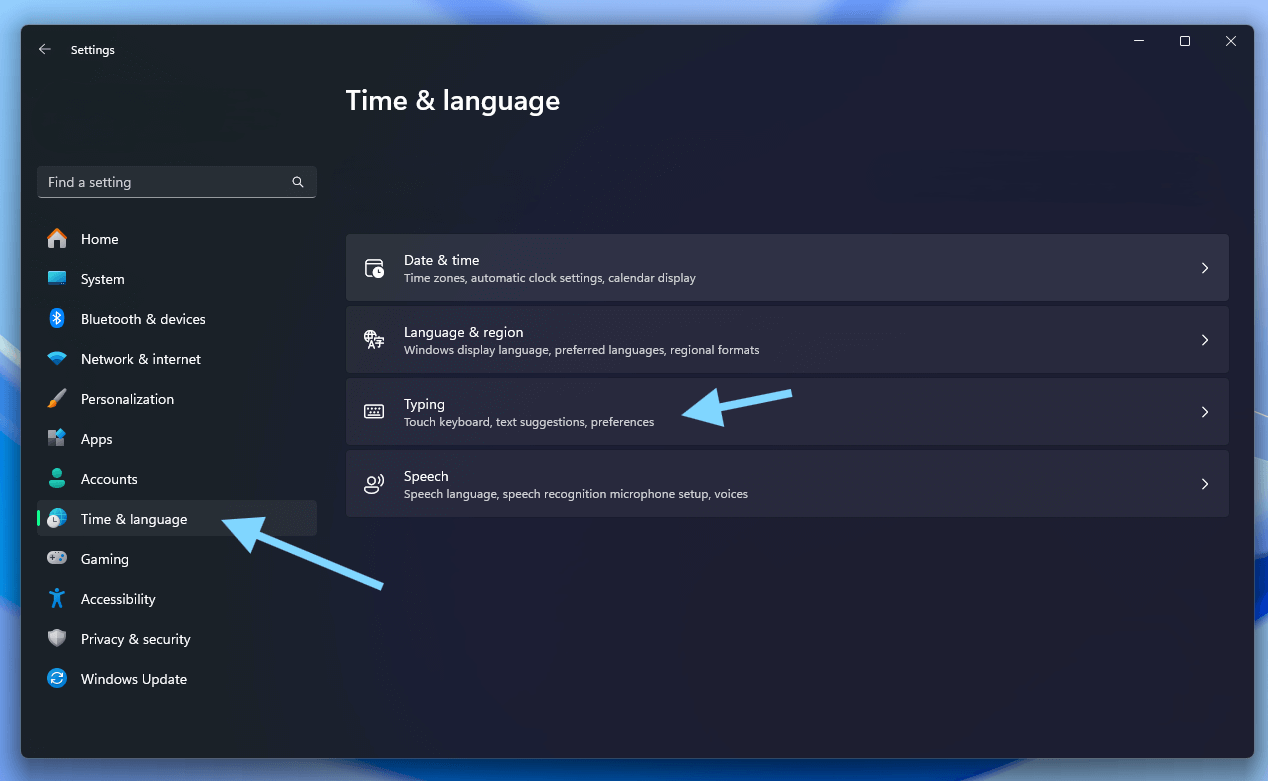 Settings
Time & language
Find a setting
Home
System
Bluetooth & devices
Network & internet
Personalization
Apps
Accounts
Time & language
Gaming
Accessibility
Privacy & security
Windows Update
Date & time
Time zones, automatic clock settings, calendar display
Language & region
Windows display language, preferred languages, regional formats
Typing
Touch keyboard, text suggestions, preferences
Speech
Speech language, speech recognition microphone setup, voices